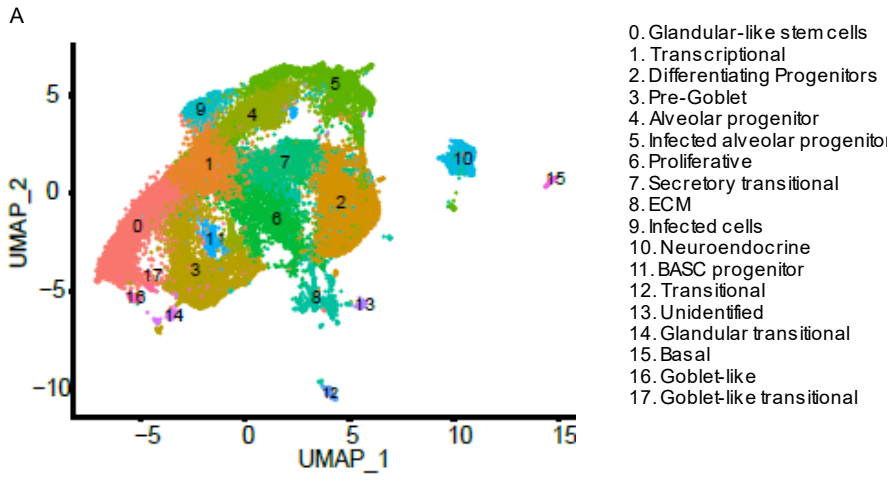 A
0. Glandular-like stem cells
1. Transcriptional
2. Differentiating Progenitors
3. Pre-Goblet
4. Alveolar progenitor
5. Infected alveolar progenitor
6. Proliferative
7. Secretory transitional
8. ECM
9. Infected cells
10. Neuroendocrine
11. BASC progenitor
12. Transitional
13. Unidentified
14. Glandular transitional
15. Basal
16. Goblet-like
17. Goblet-like transitional
UMAP_2
5
0
−5
−10
5
9
4
1
7
10
15
2
0
6
11
3
17
16
8
13
14
12
−5
0
5
10
15
UMAP_1